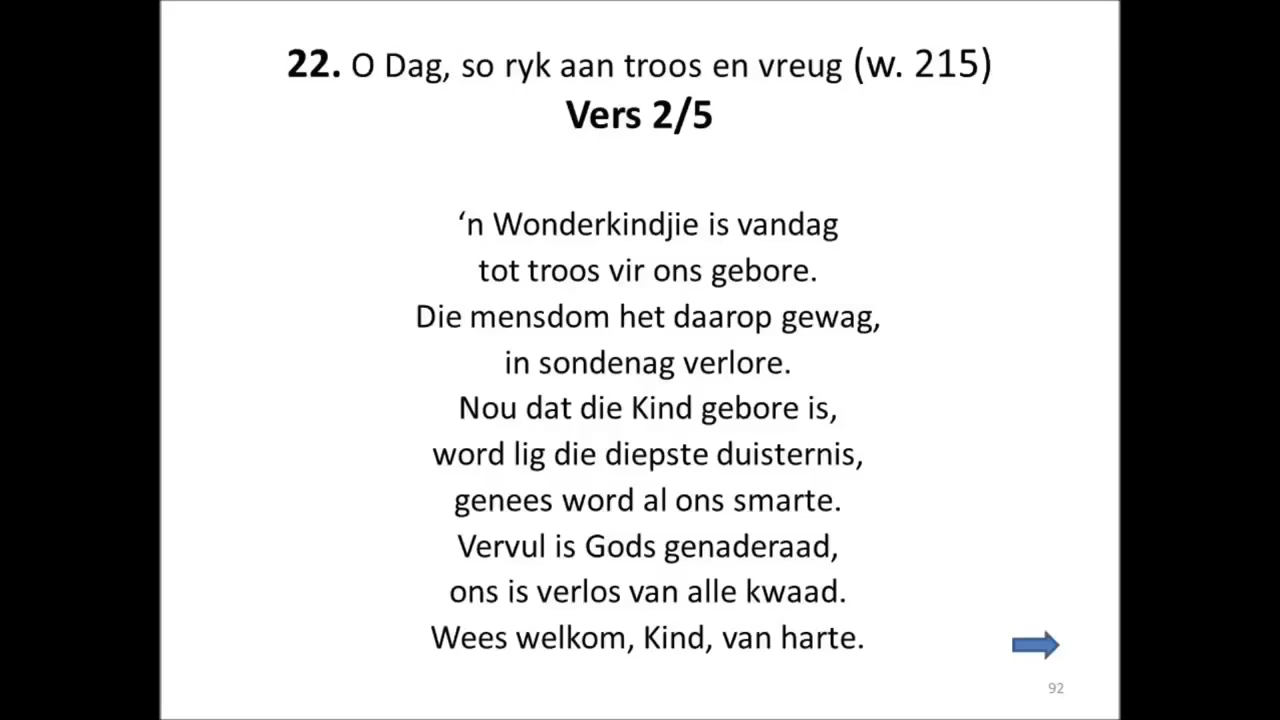 22. O Dag, so ryk aan troos en vreug (w. 215)
Vers 2/5
‘n Wonderkindjie is vandag
tot troos vir ons gebore.
Die mensdom het daarop gewag,
in sondenag verlore.
Nou dat die Kind gebore is,
word lig die diepste duisternis,
genees word al ons smarte.
Vervul is Gods genaderaad,
ons is verlos van alle kwaad.
Wees welkom, Kind, van harte.
92